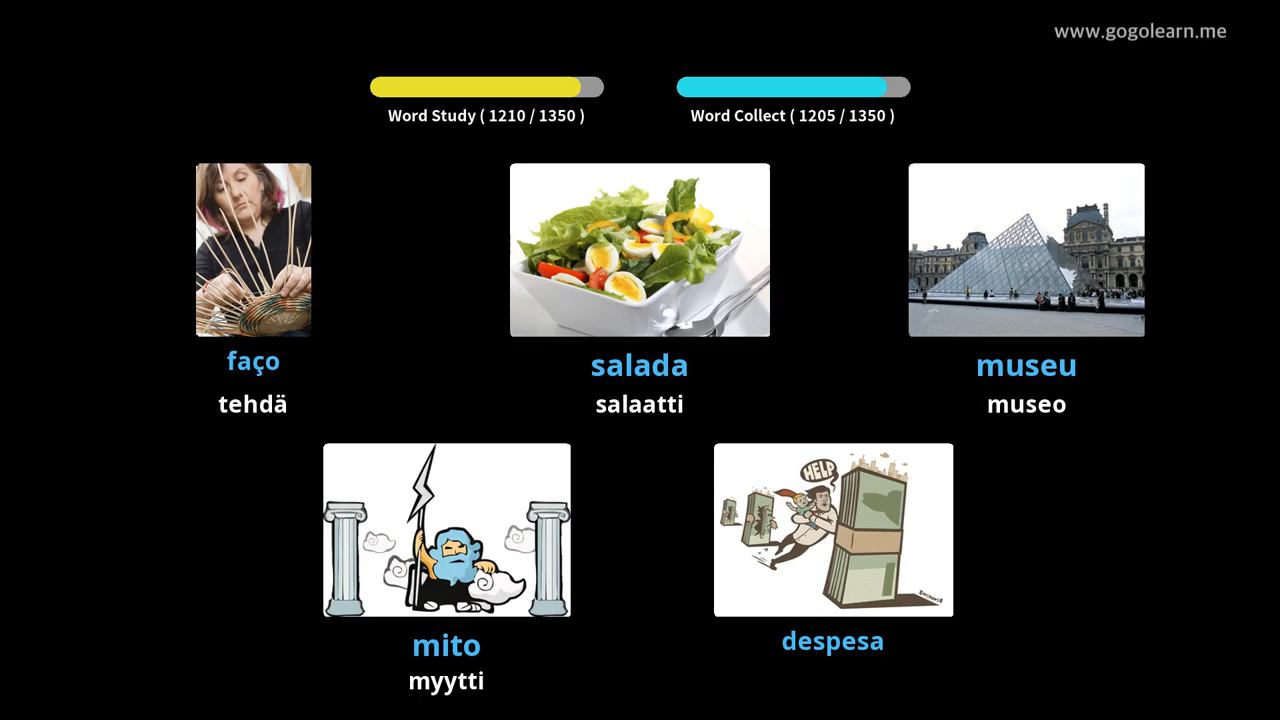 www.gogolearn.me
Word Study ( 1210 / 1350 )
Word Collect ( 1205 / 1350 )
faço
tehdä
salada
salaatti
museu
museo
HELP
mito
myytti
despesa